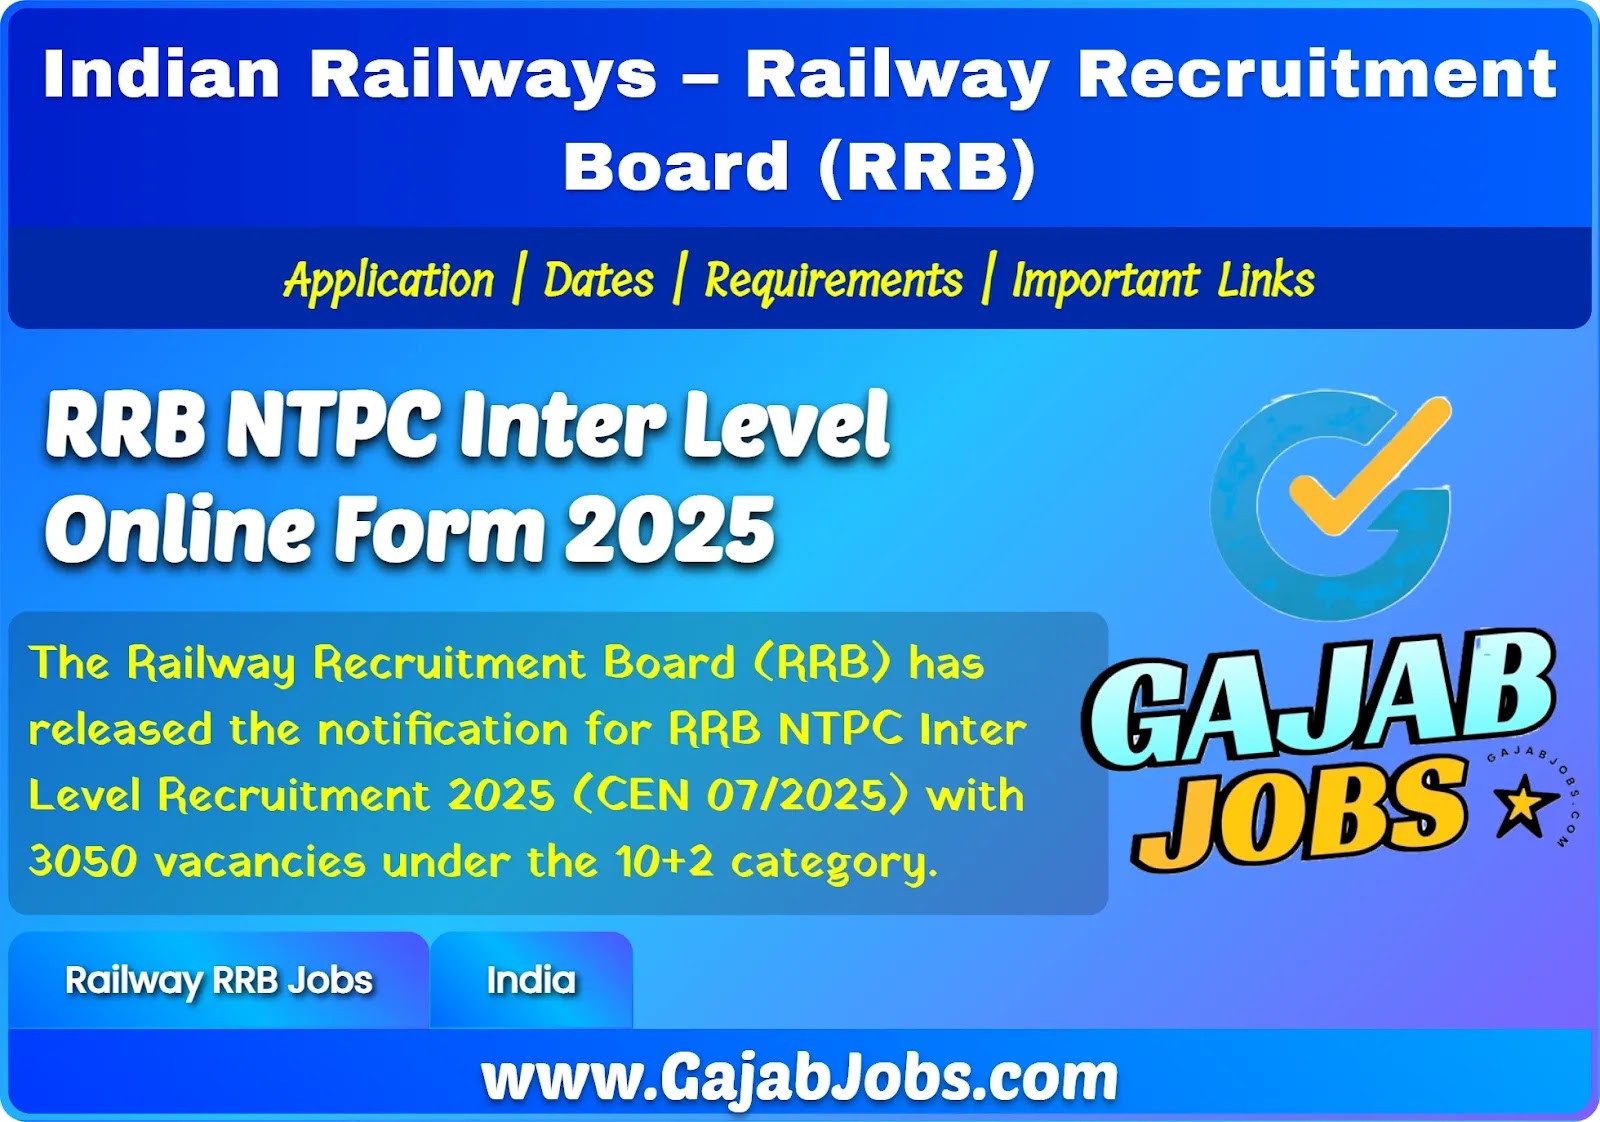 Indian Railways – Railway Recruitment
Board (RRB)
Application | Dates | Requirements | Important Links
RRB NTPC Inter Level
Online Form 2025
The Railway Recruitment Board (RRB) has
released the notification for RRB NTPC Inter
Level Recruitment 2025 (CEN 07/2025) with
3050 vacancies under the 10+2 category.
GAJAB
JOBS
GAJABJOBS.COM
Railway RRB Jobs
India
www.GajabJobs.com